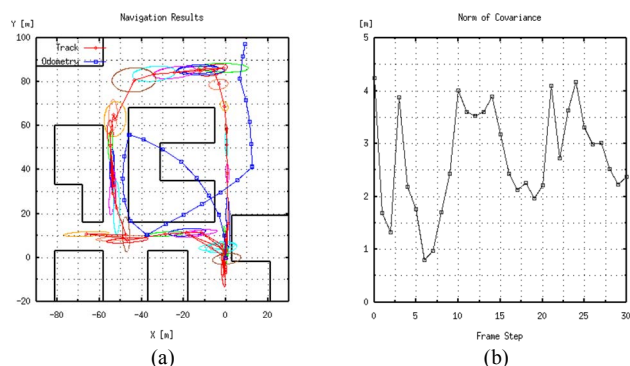 Navigation Results
Y [m]
100
80
60
40
20
0
-20
Track
Odometry
-80 -60 -40 -20 0 20
X [m]
(a)
Norm of Covariance
[m]
5
4
3
2
1
0
0 5 10 15 20 25 30
Frame Step
(b)